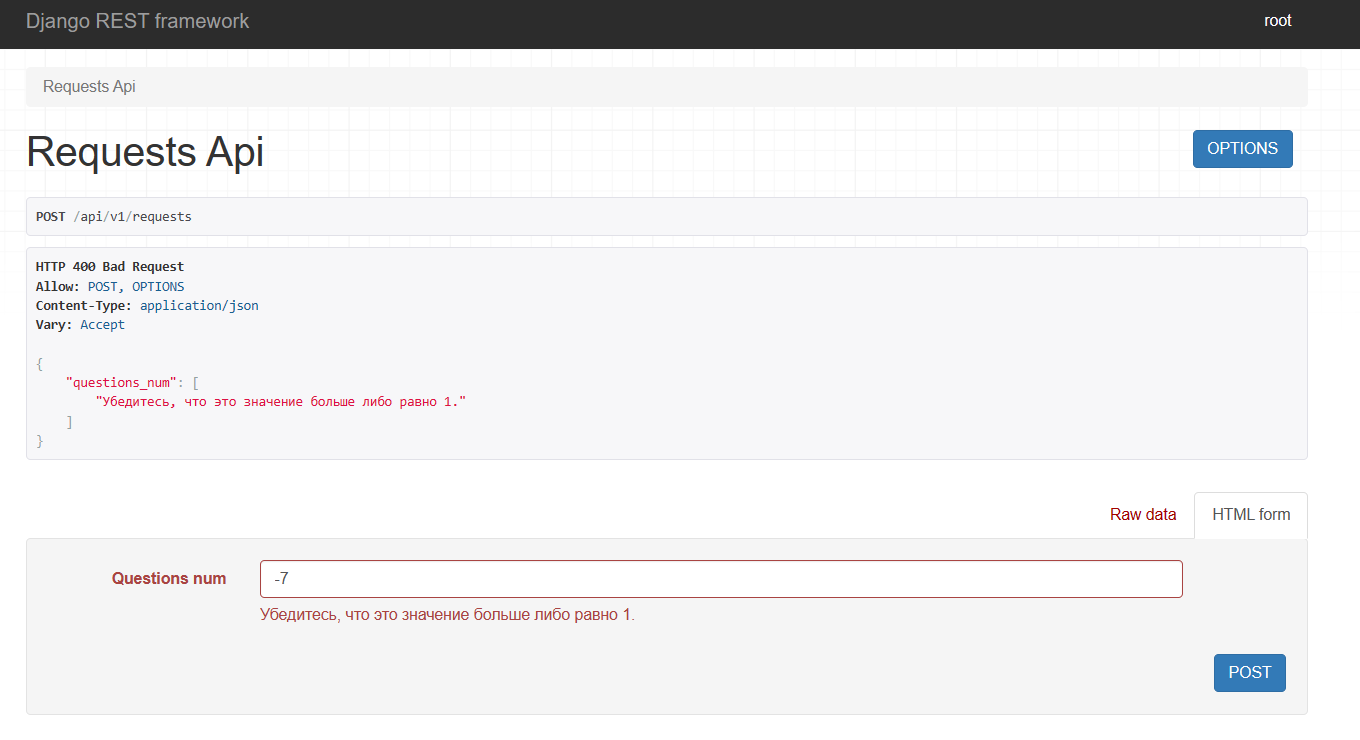 Django REST framework
root
Requests Api
Requests Api
OPTIONS
POST /api/v1/requests
HTTP 400 Bad Request
Allow: POST, OPTIONS
Content-Type: application/json
Vary: Accept
{
"questions_num": [
"Убедитесь, что это значение больше либо равно 1."
]
}
Raw data
HTML form
Questions num
-7
Убедитесь, что это значение больше либо равно 1.
POST